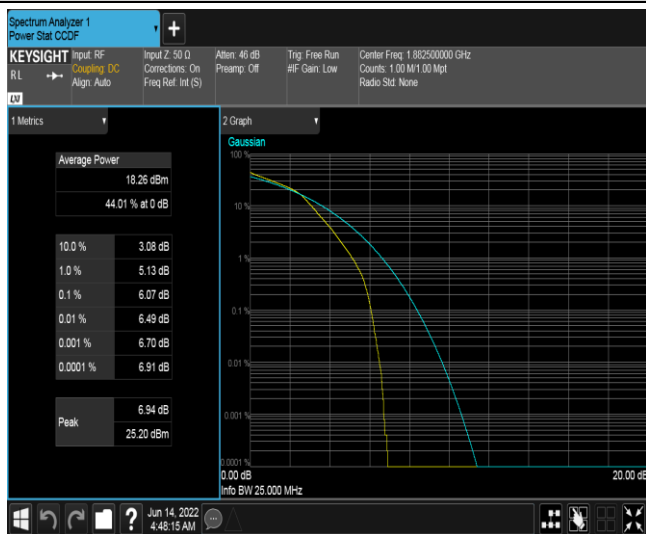 Spectrum Analyzer 1
Power Stat CCDF
+
KEYSIGHT
RL
LXI
Input: RF
Coupling: DC
Align: Auto
Input Z: 50 Ω
Corrections: On
Freq Ref: Int (S)
Atten: 46 dB
Preamp: Off
Trig: Free Run
#IF Gain: Low
Center Freq: 1.882500000 GHz
Counts: 1.00 M/1.00 Mpt
Radio Std: None
1 Metrics
Average Power
18.26 dBm
44.01 % at 0 dB
10.0 % 3.08 dB
1.0 % 5.13 dB
0.1 % 6.07 dB
0.01 % 6.49 dB
0.001 % 6.70 dB
0.0001 % 6.91 dB
Peak
6.94 dB
25.20 dBm
2 Graph
Gaussian
100 %
10 %
1 %
0.1 %
0.01 %
0.001 %
0.0001 %
0.00 dB
20.00 dB
Info BW 25.000 MHz
?
Jun 14, 2022
4:48:15 AM